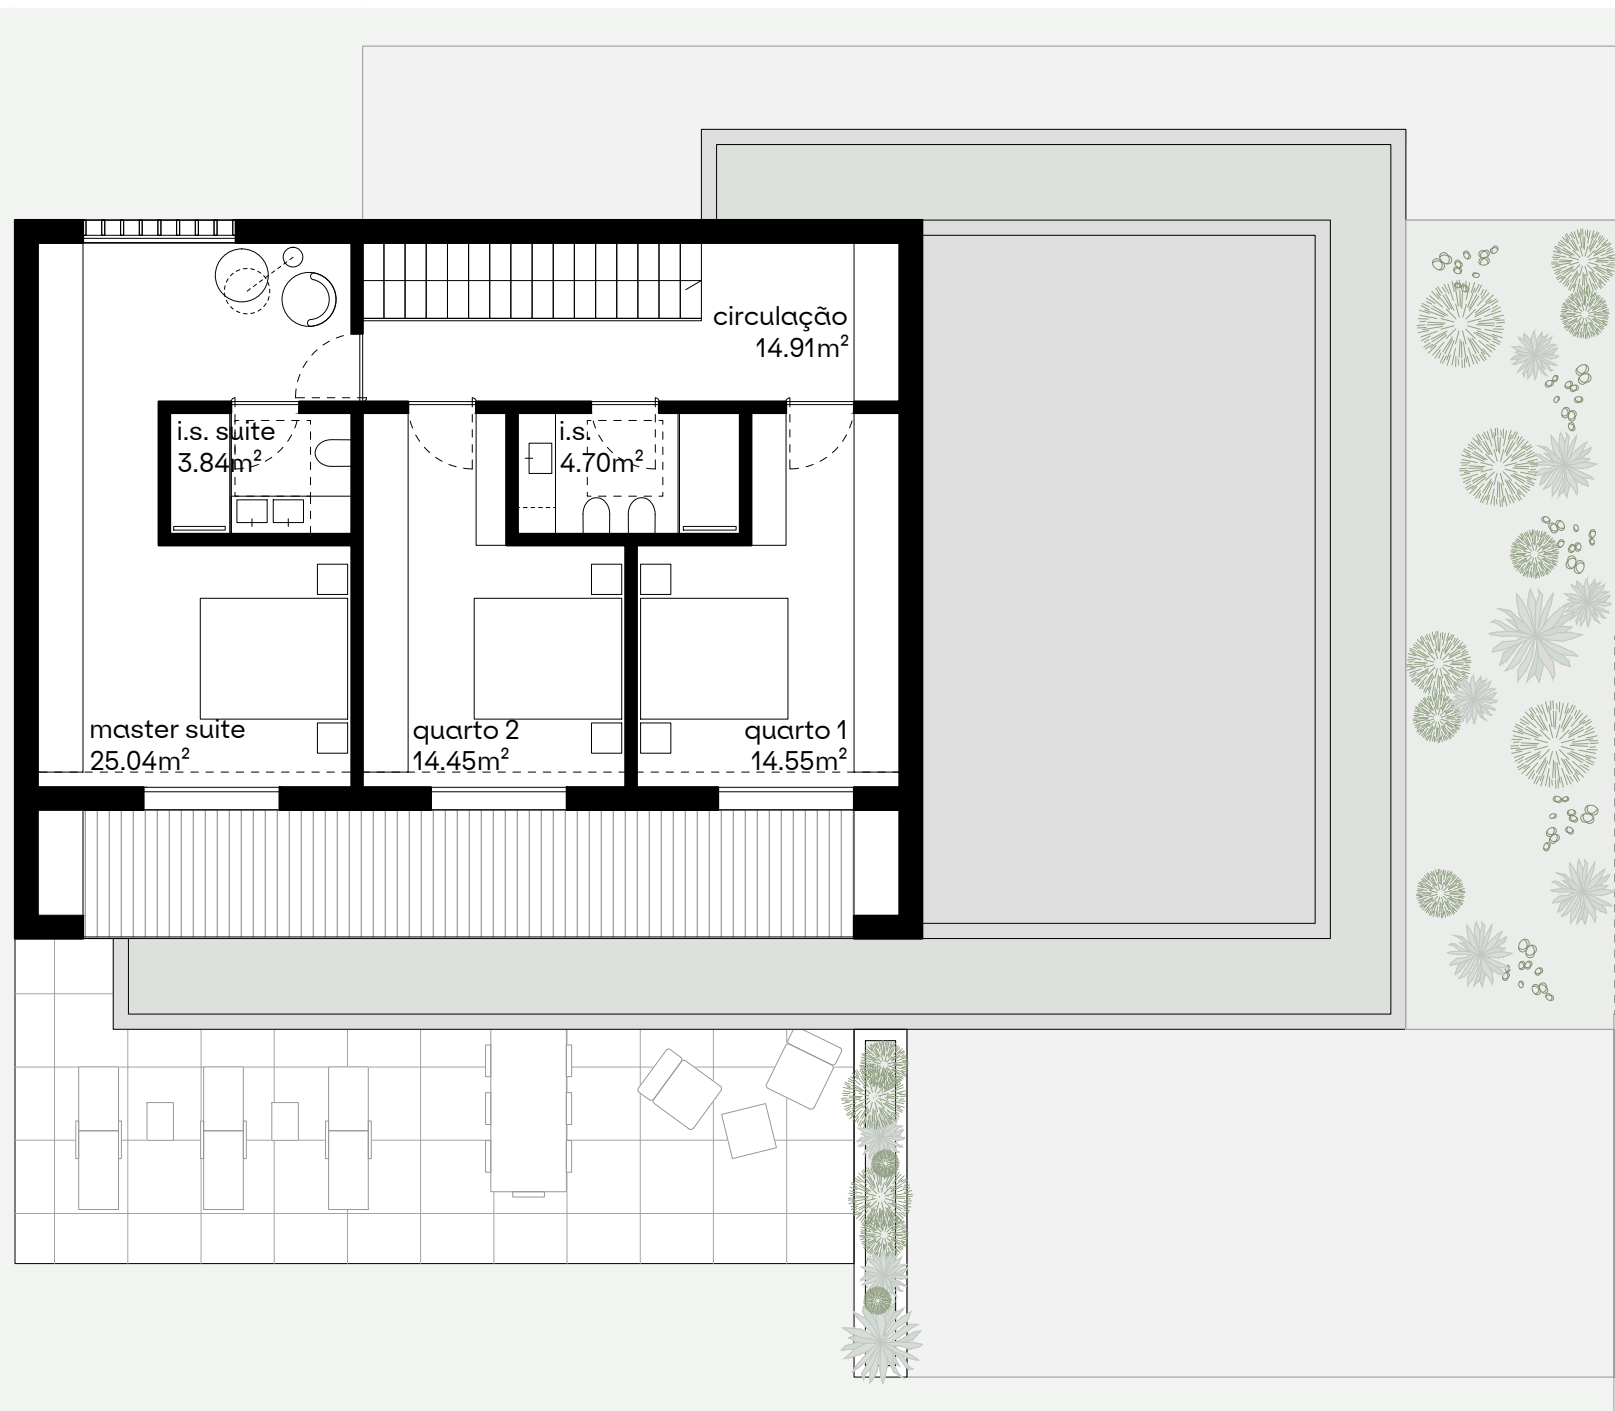 circulação
14.91m²
i.s. suite
3.84m²
i.s.
4.70m²
master suite
25.04m²
quarto 2
14.45m²
quarto 1
14.55m²